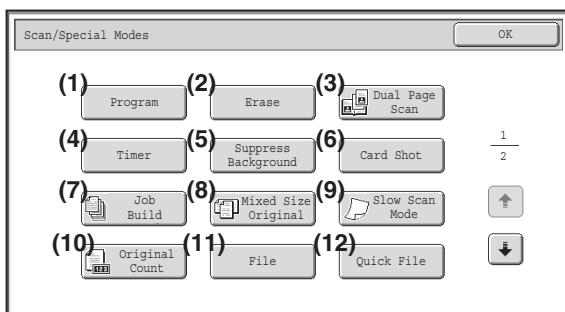 Scan/Special Modes
OK
(1)
Program
(2)
Erase
(3)
Dual Page
Scan
(4)
Timer
(5)
Suppress
Background
(6)
Card Shot
1
2
(7)
Job
Build
(8)
Mixed Size
Original
(9)
Slow Scan
Mode
(10)
Original
Count
123
(11)
File
(12)
Quick File